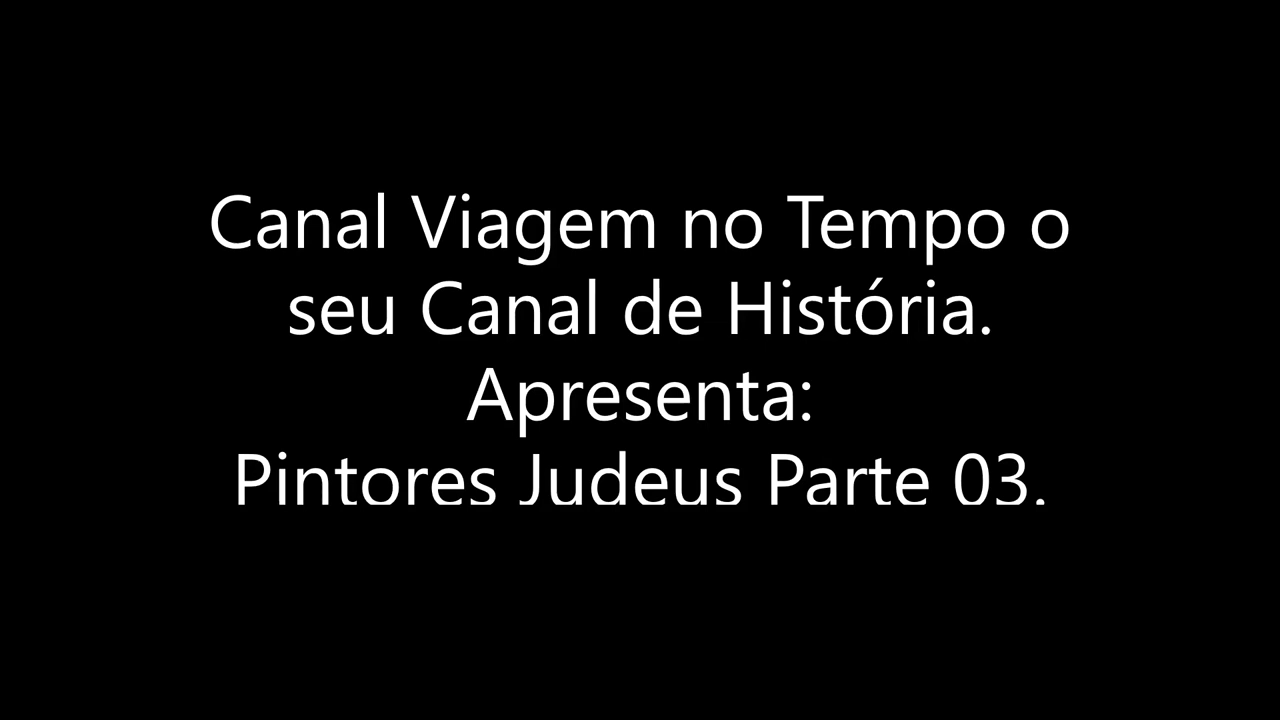 Canal Viagem no Tempo o
seu Canal de História.
Apresenta:
Pintores Judeus Parte 03.